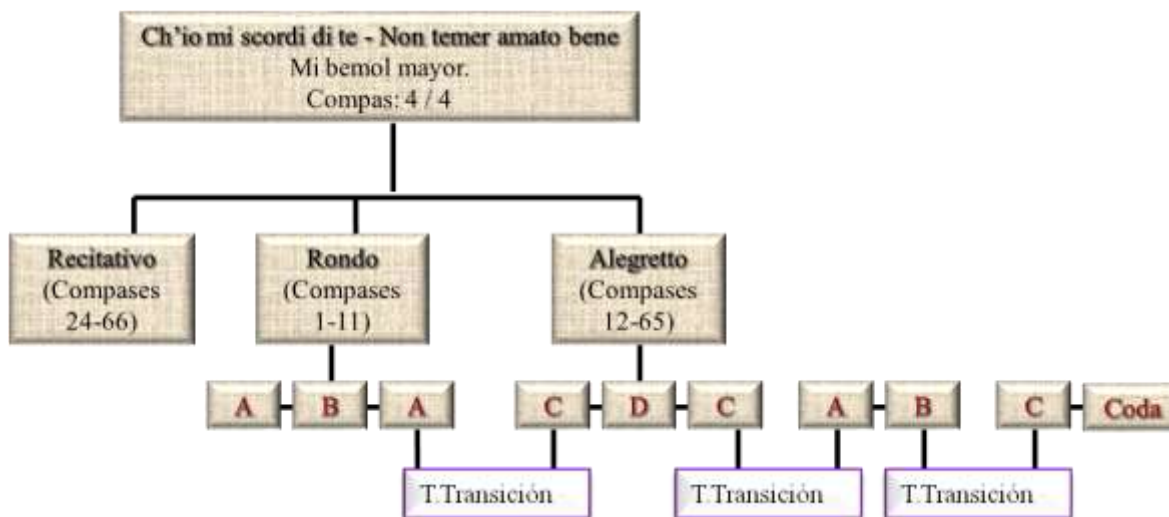 Ch'io mi scordi di te - Non temer amato bene
Mi bemol mayor.
Compas: 4 / 4
Recitativo
(Compases
24-66)
Rondo
(Compases
1-11)
Alegretto
(Compases
12-65)
A
B
A
C
D
C
A
B
C
Coda
T.Transición
T.Transición
T.Transición